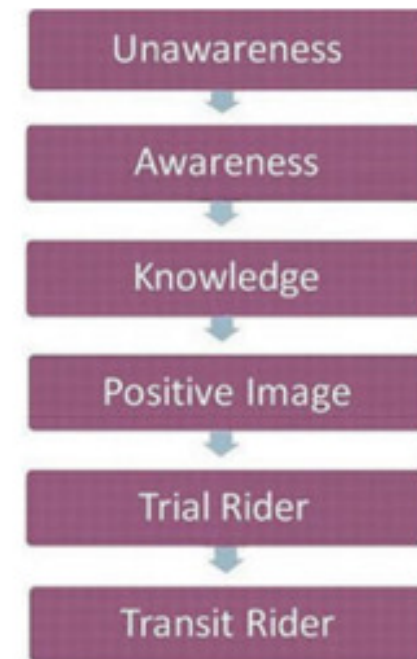 Unawareness
Awareness
Knowledge
Positive Image
Trial Rider
Transit Rider